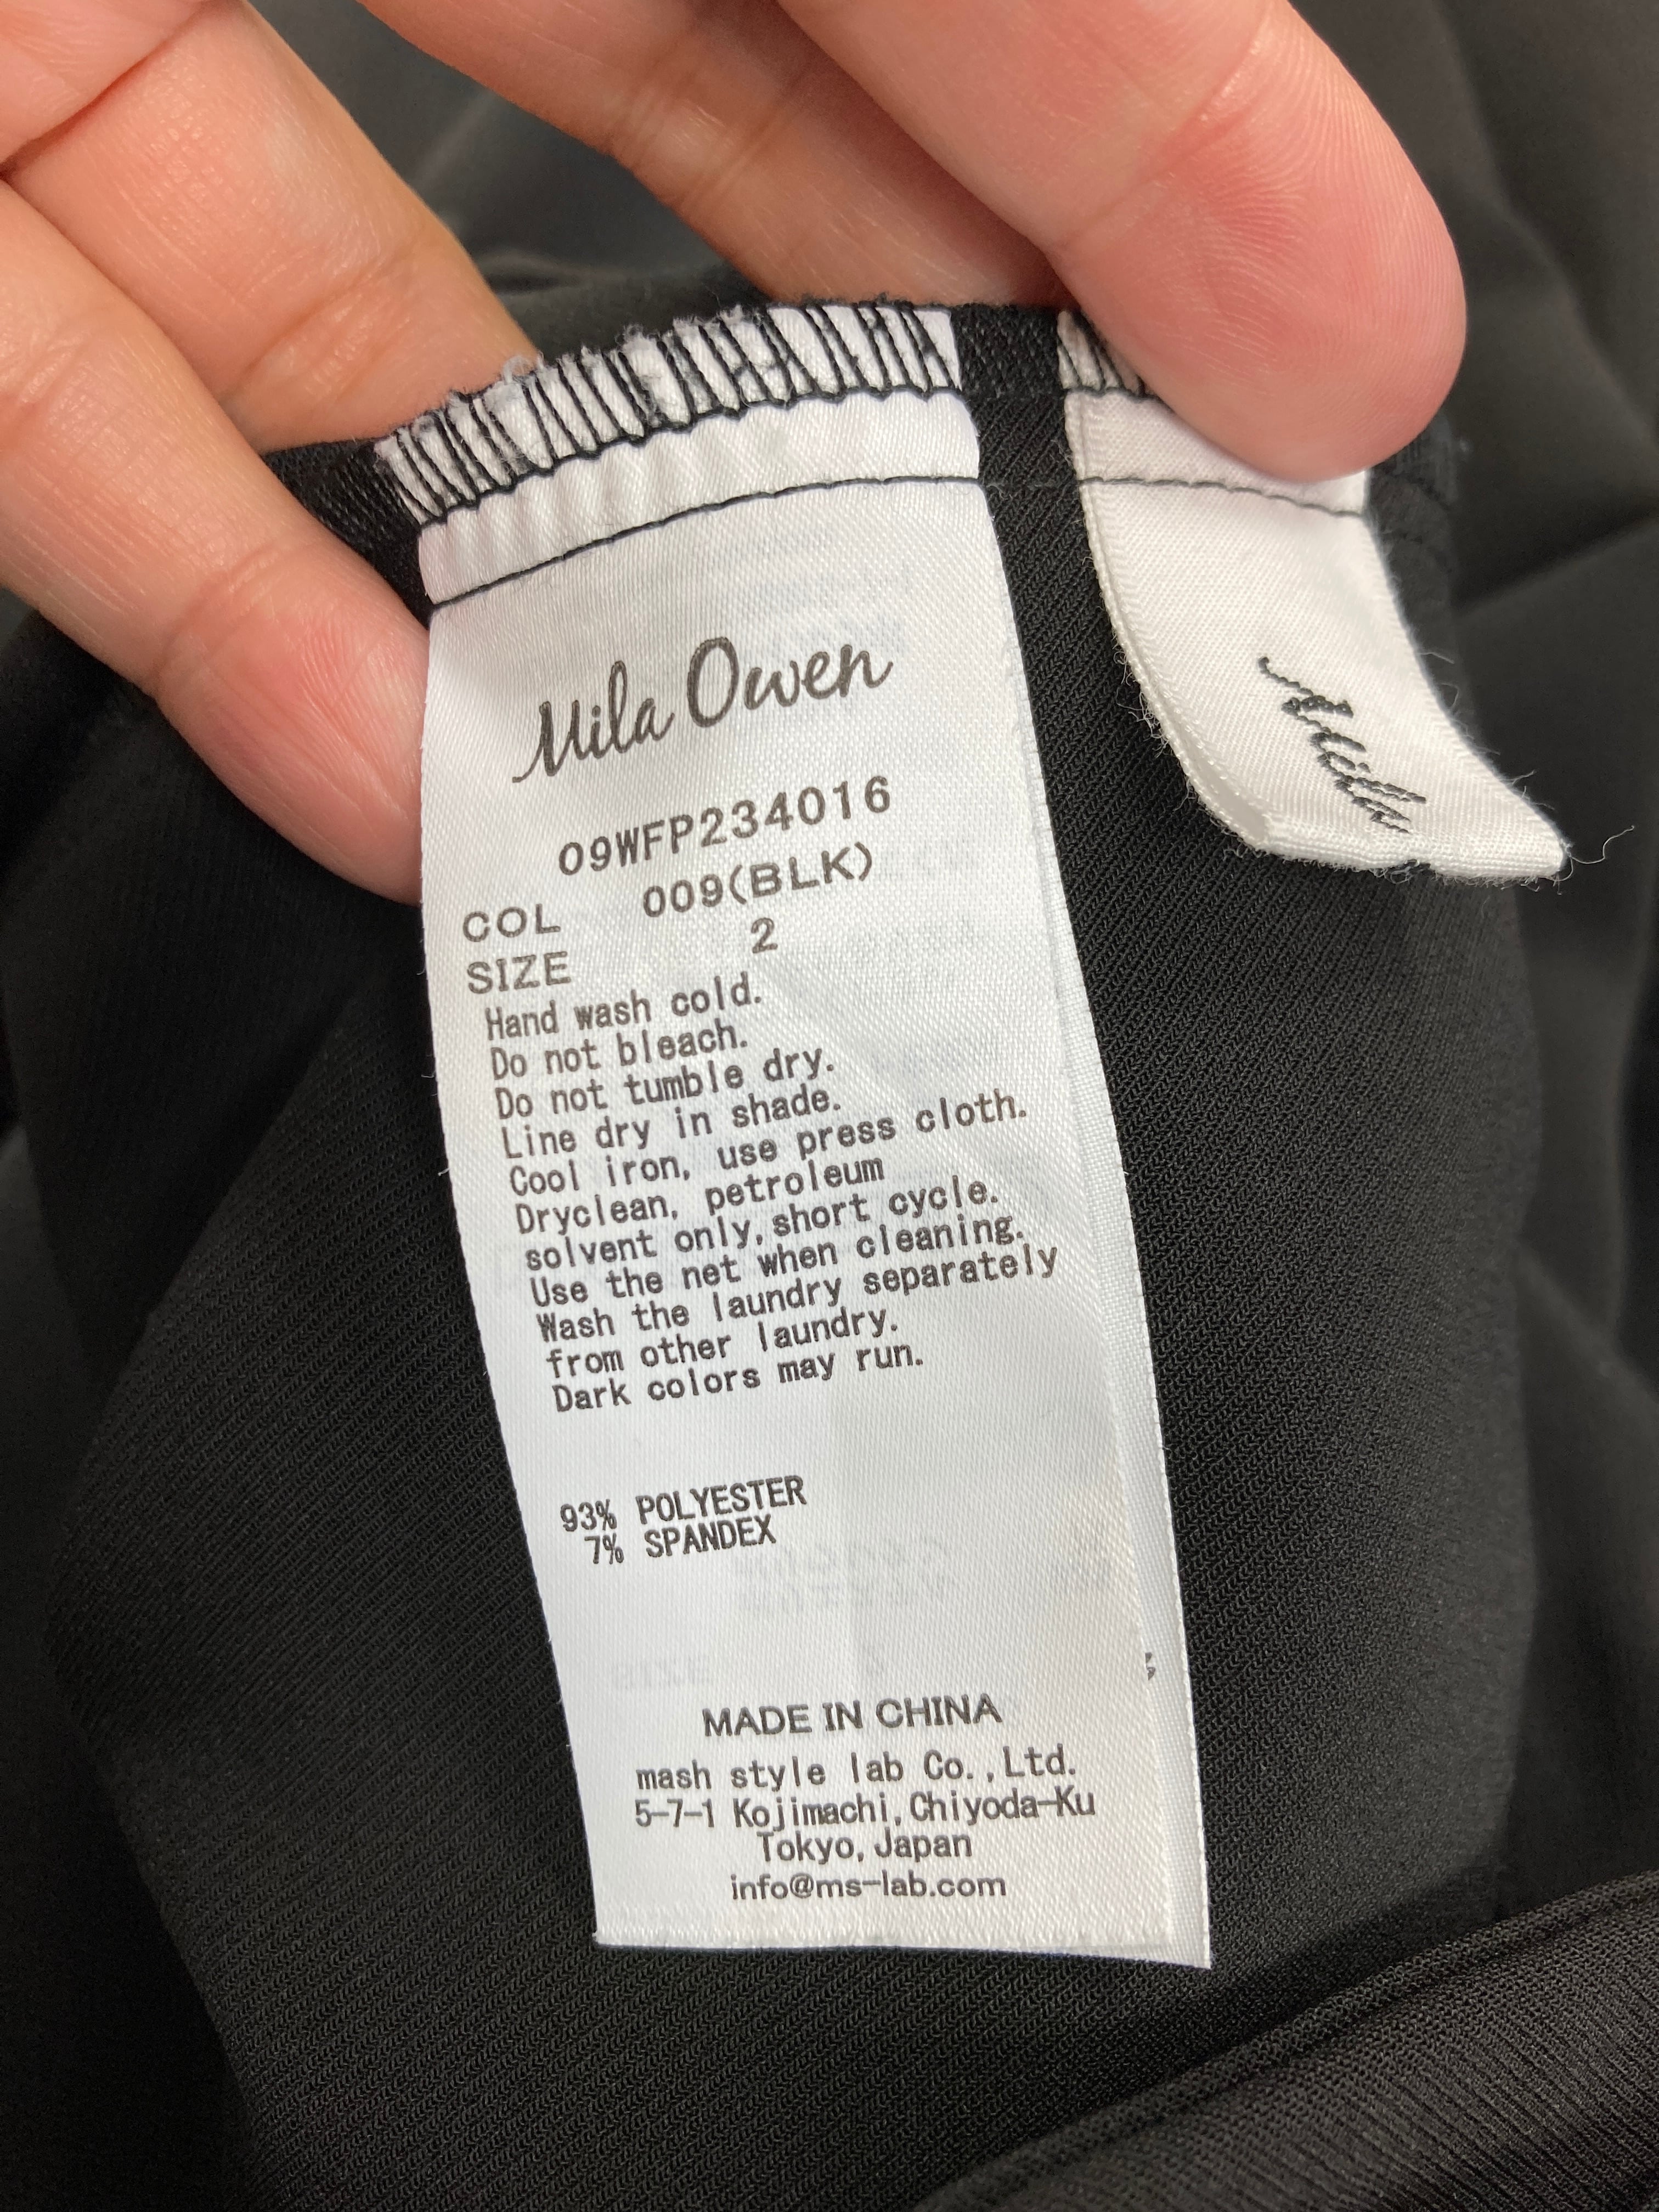 Mila Owen
09WFP234016
COL 009(BLK)
SIZE 2
Hand wash cold.
Do not bleach.
Do not tumble dry.
Line dry in shade.
Cool iron, use press cloth.
Dryclean, petroleum
solvent only, short cycle.
Use the net when cleaning.
Wash the laundry separately
from other laundry.
Dark colors may run.
93% POLYESTER
7% SPANDEX
MADE IN CHINA
mash style lab Co.,Ltd.
5-7-1 Kojimachi,Chiyoda-Ku
Tokyo,Japan
info@ms-lab.com
Mila